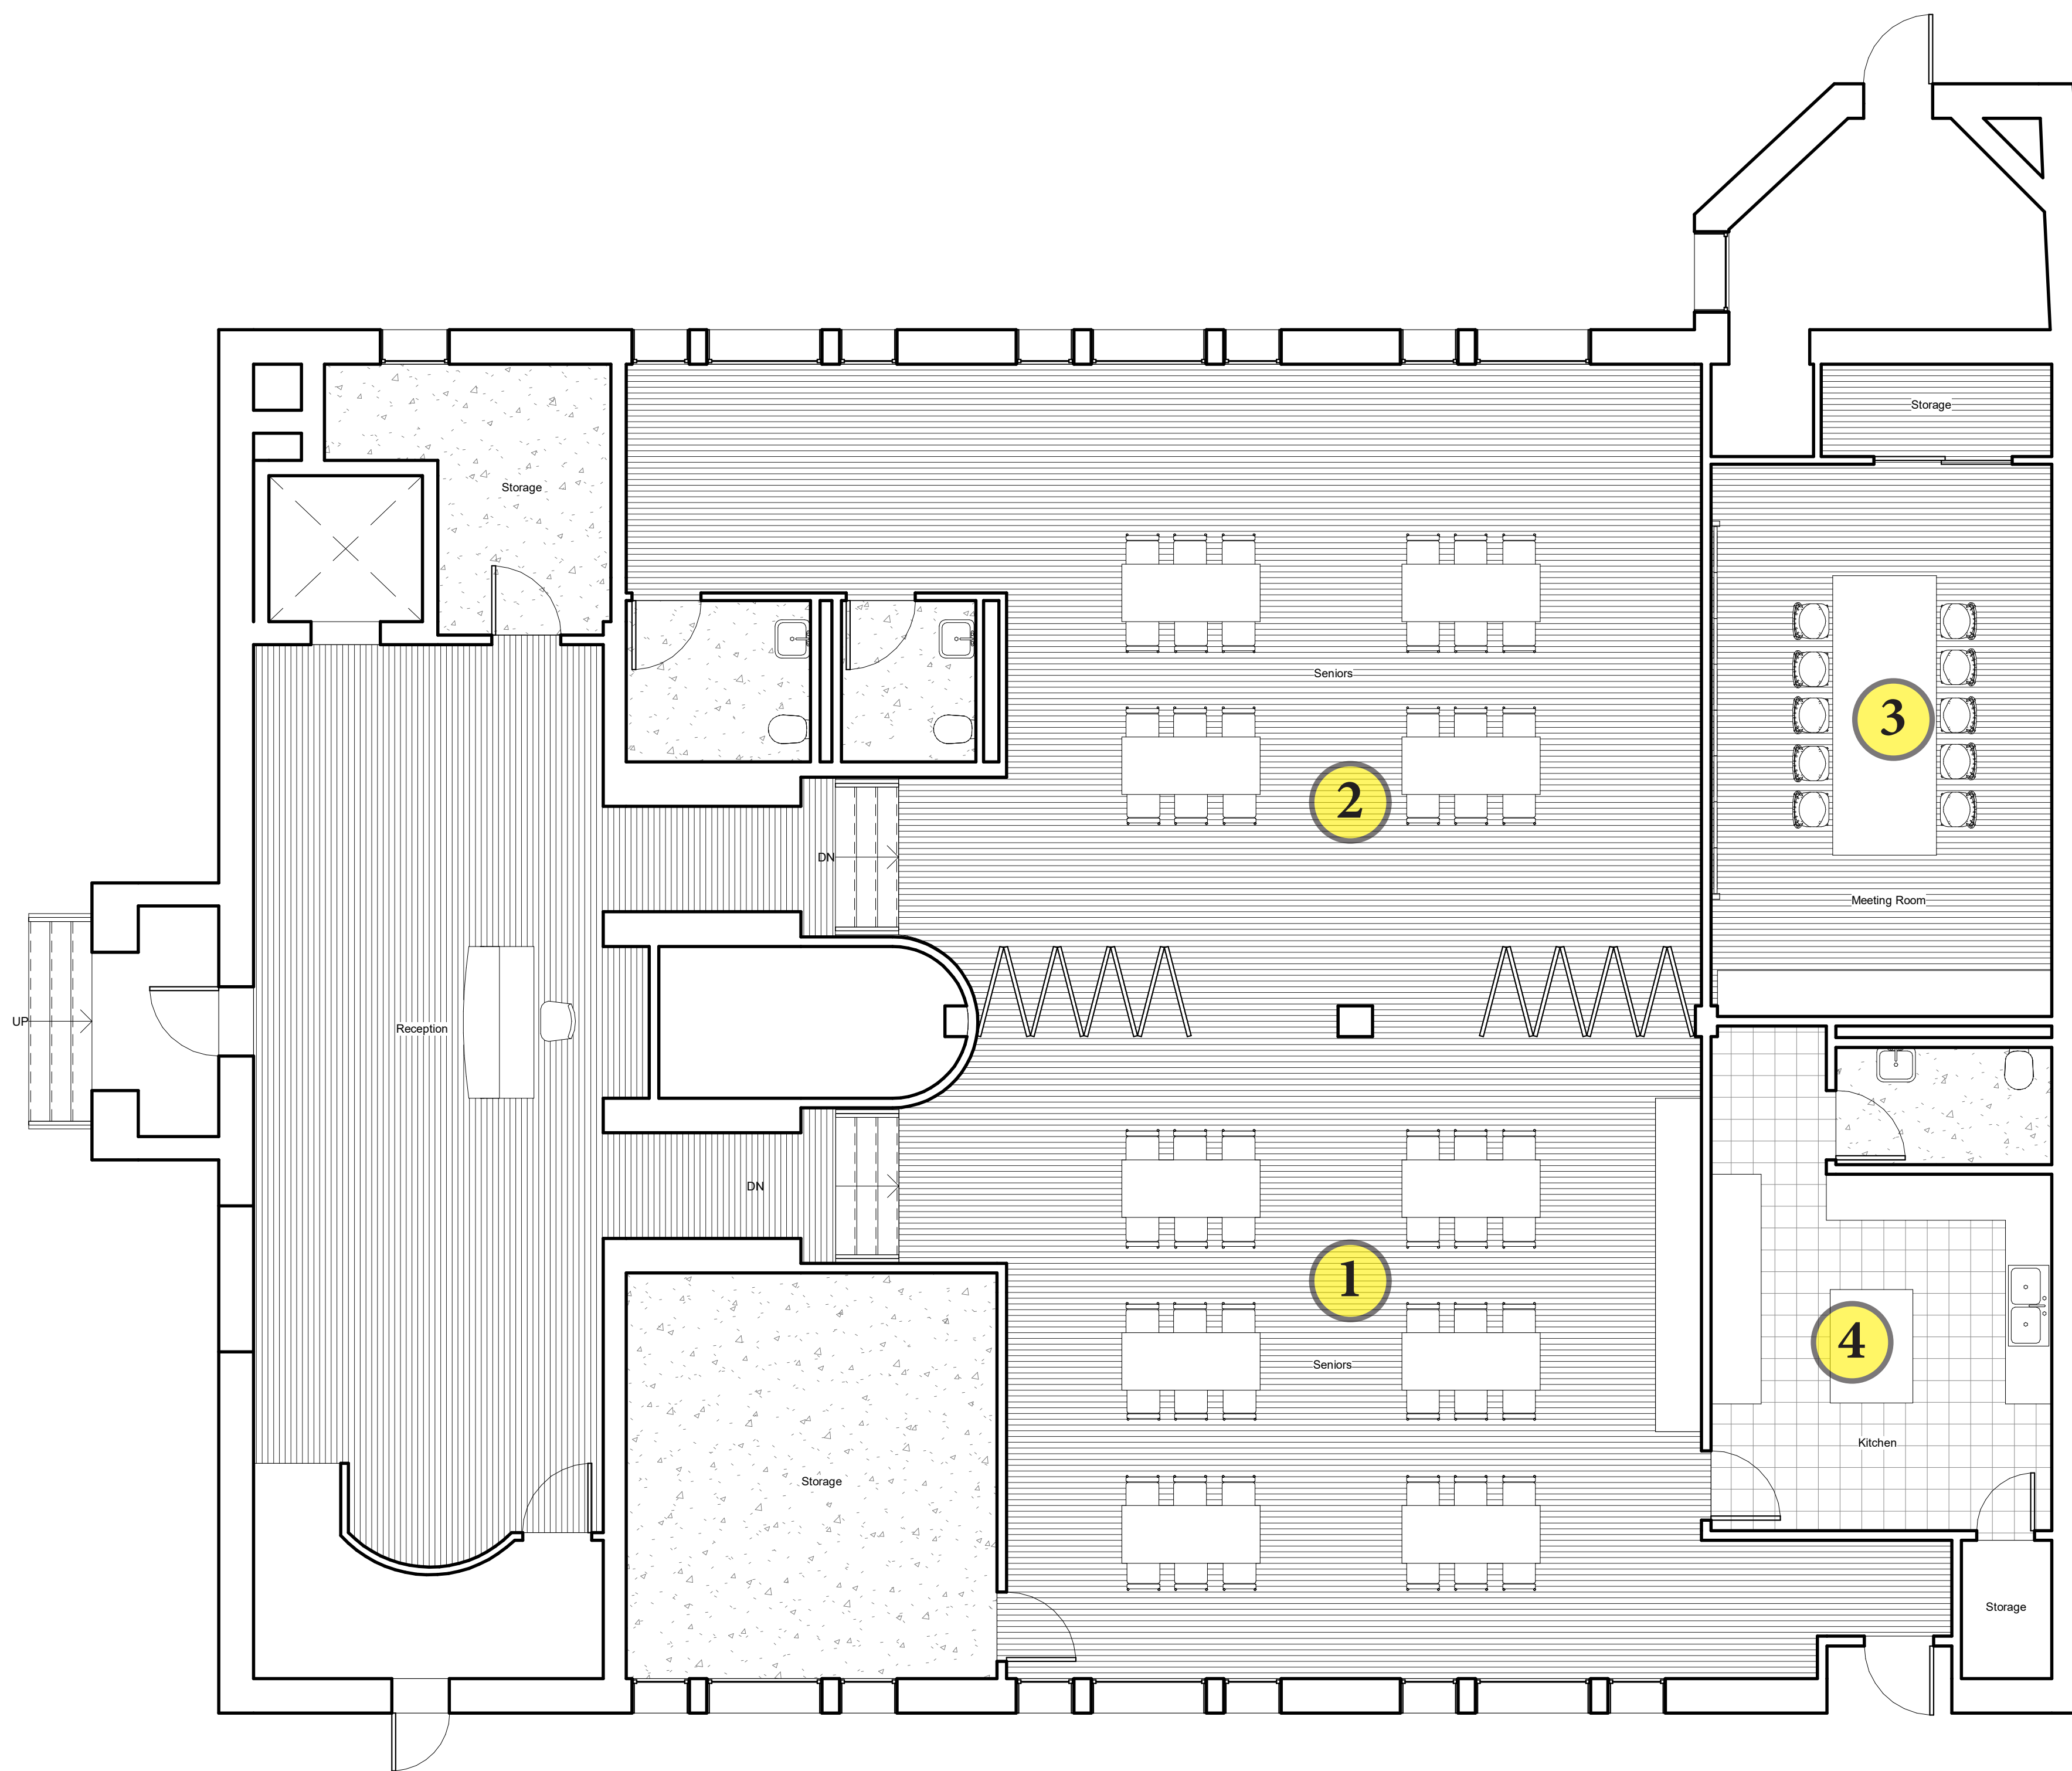 Storage
Storage
Seniors
3
2
DN
Meeting Room
UP
Reception
DN
1
Seniors
4
Kitchen
Storage
Storage